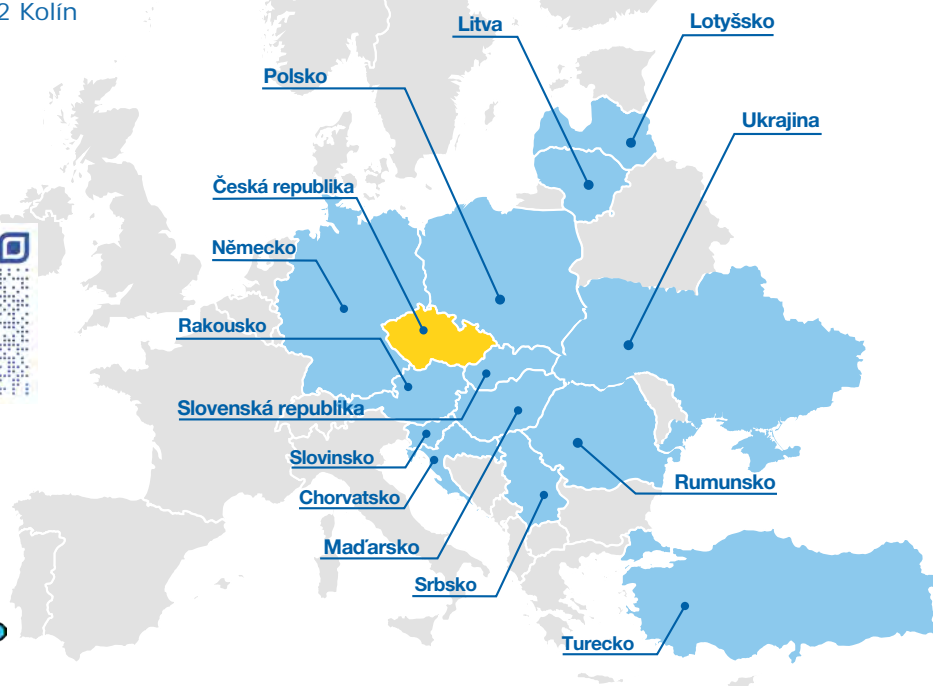 2 Kolín
Litva
Lotyšsko
Polsko
Ukrajina
Česká republika
Německo
Rakousko
Slovenská republika
Slovinsko
Chorvatsko
Rumunsko
Maďarsko
Srbsko
Turecko